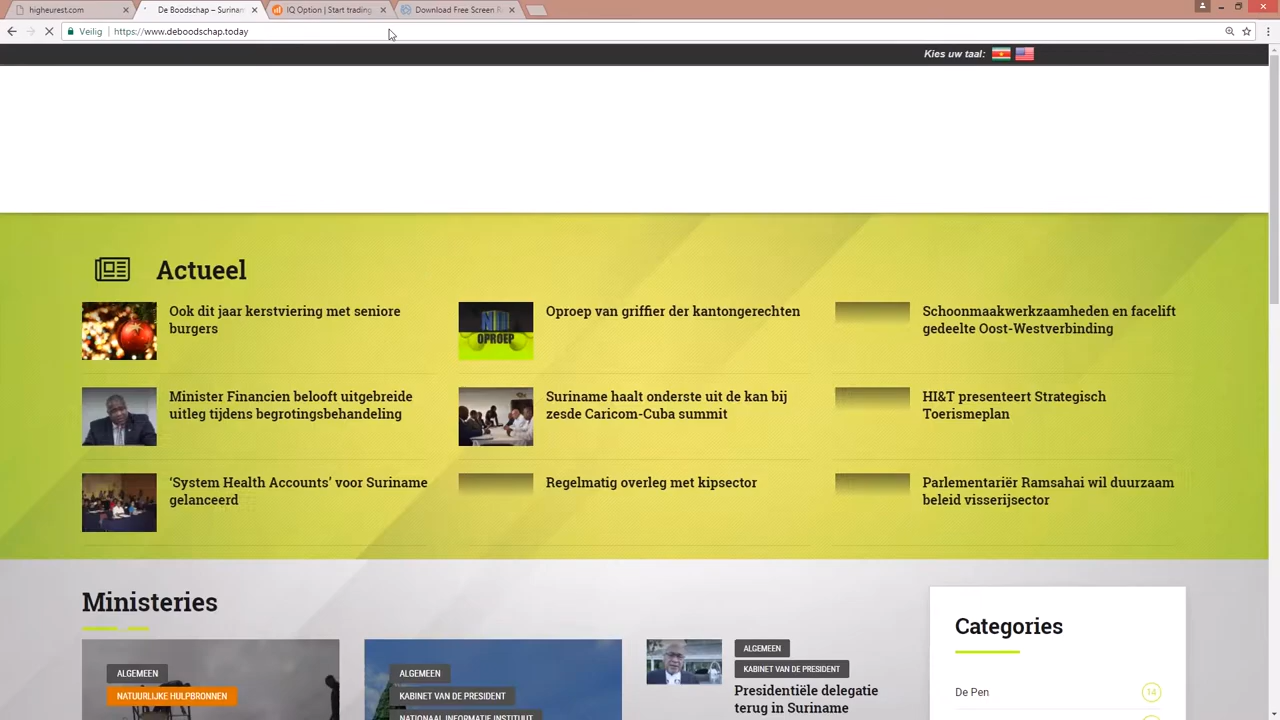 higheurest.com
De Boodschap – Surinan
IQ Option | Start trading
Download Free Screen R
Veilig
https://www.deboodschap.today
Kies uw taal:
Actueel
Ook dit jaar kerstviering met seniore
burgers
Oproep van griffier der kantongerechten
OPROEP
Schoonmaakwerkzaamheden en facelift
gedeelte Oost-Westverbinding
Minister Financien belooft uitgebreide
uitleg tijdens begrotingsbehandeling
Suriname haalt onderste uit de kan bij
zesde Caricom-Cuba summit
HI&T presenteert Strategisch
Toerismeplan
‘System Health Accounts’ voor Suriname
gelanceerd
Regelmatig overleg met kipsector
Parlementariër Ramsahai wil duurzaam
beleid visserijsector
Ministeries
ALGEMEEN
NATUURLIJKE HULPBRONNEN
ALGEMEEN
KABINET VAN DE PRESIDENT
NATIONAAL INFORMATIE INSTITUUT
ALGEMEEN
KABINET VAN DE PRESIDENT
Presidentiële delegatie
terug in Suriname
Categories
De Pen
14